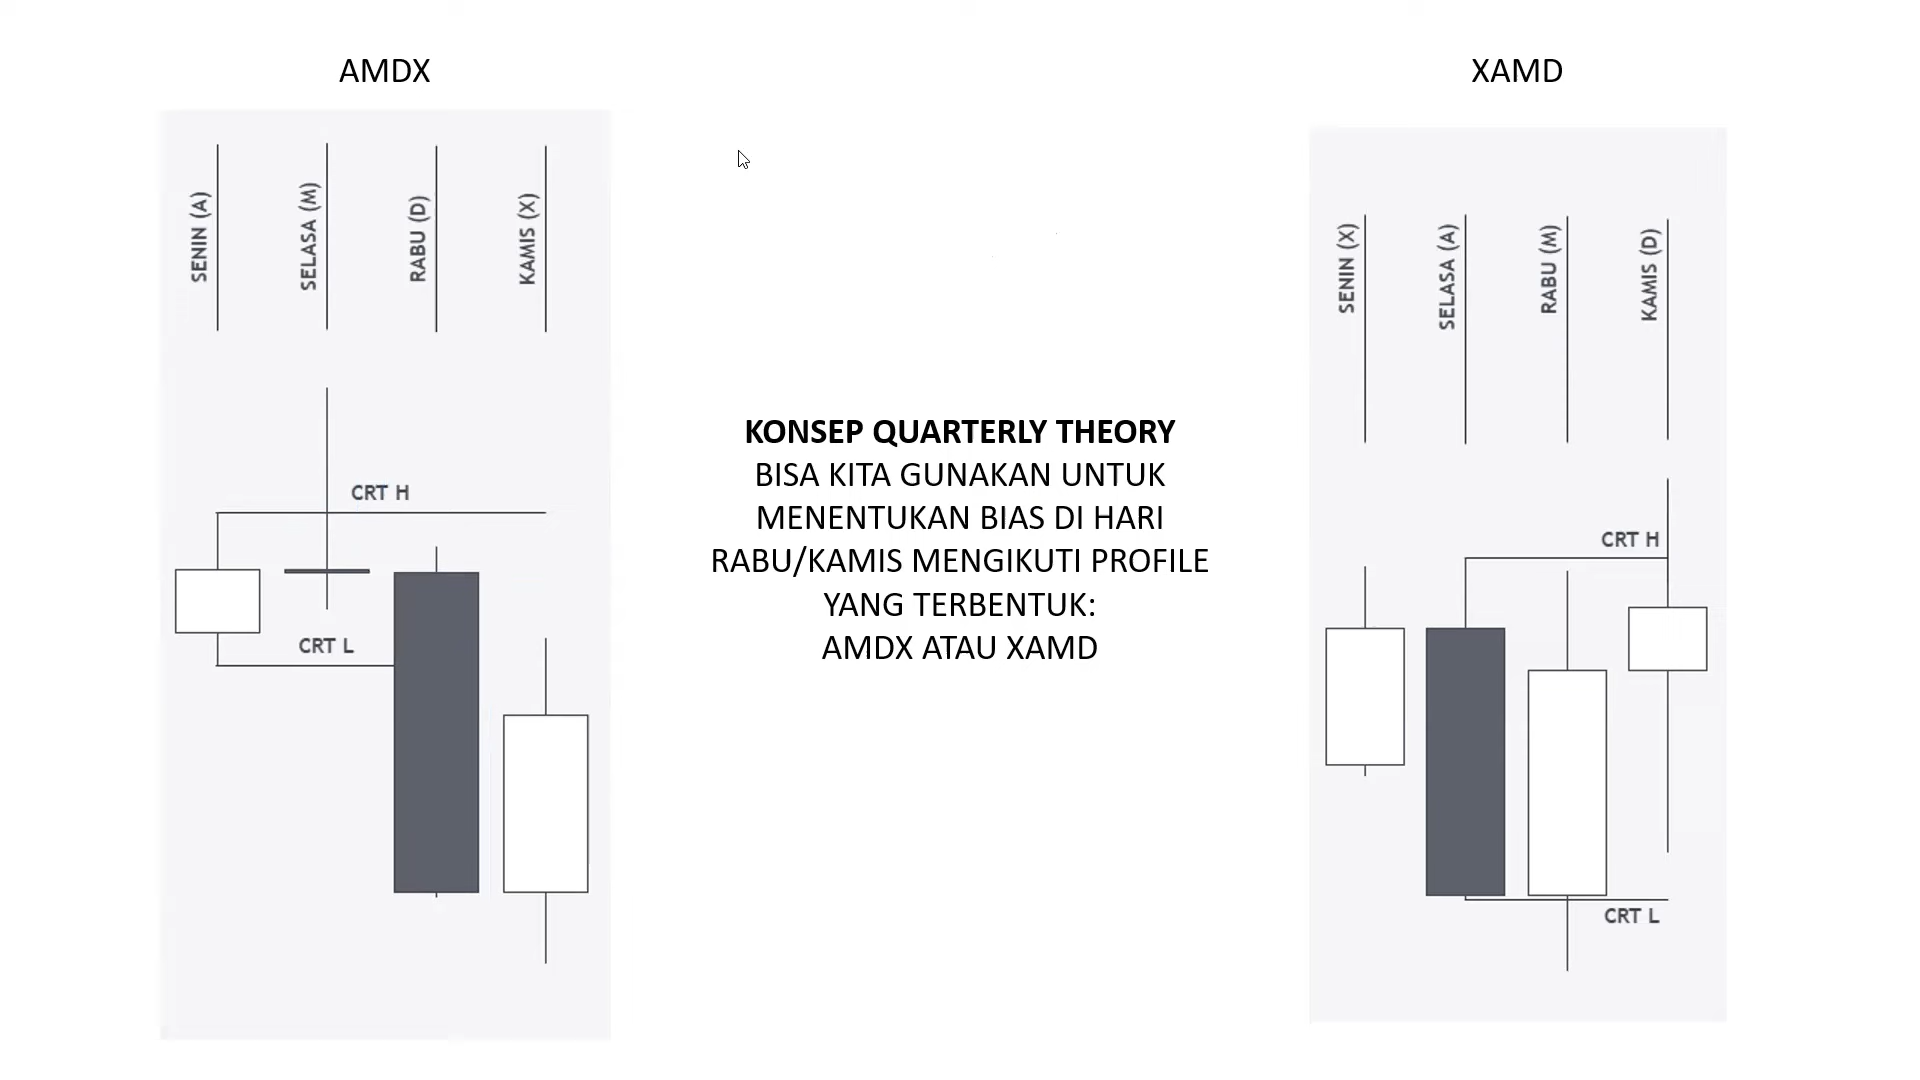 AMDX
SENIN (A)
SELASA (M)
RABU (D)
KAMIS (X)
CRT H
CRT L
KONSEP QUARTERLY THEORY
BISA KITA GUNAKAN UNTUK
MENENTUKAN BIAS DI HARI
RABU/KAMIS MENGIKUTI PROFILE
YANG TERBENTUK:
AMDX ATAU XAMD
XAMD
SENIN (X)
SELASA (A)
RABU (M)
KAMIS (D)
CRT H
CRT L